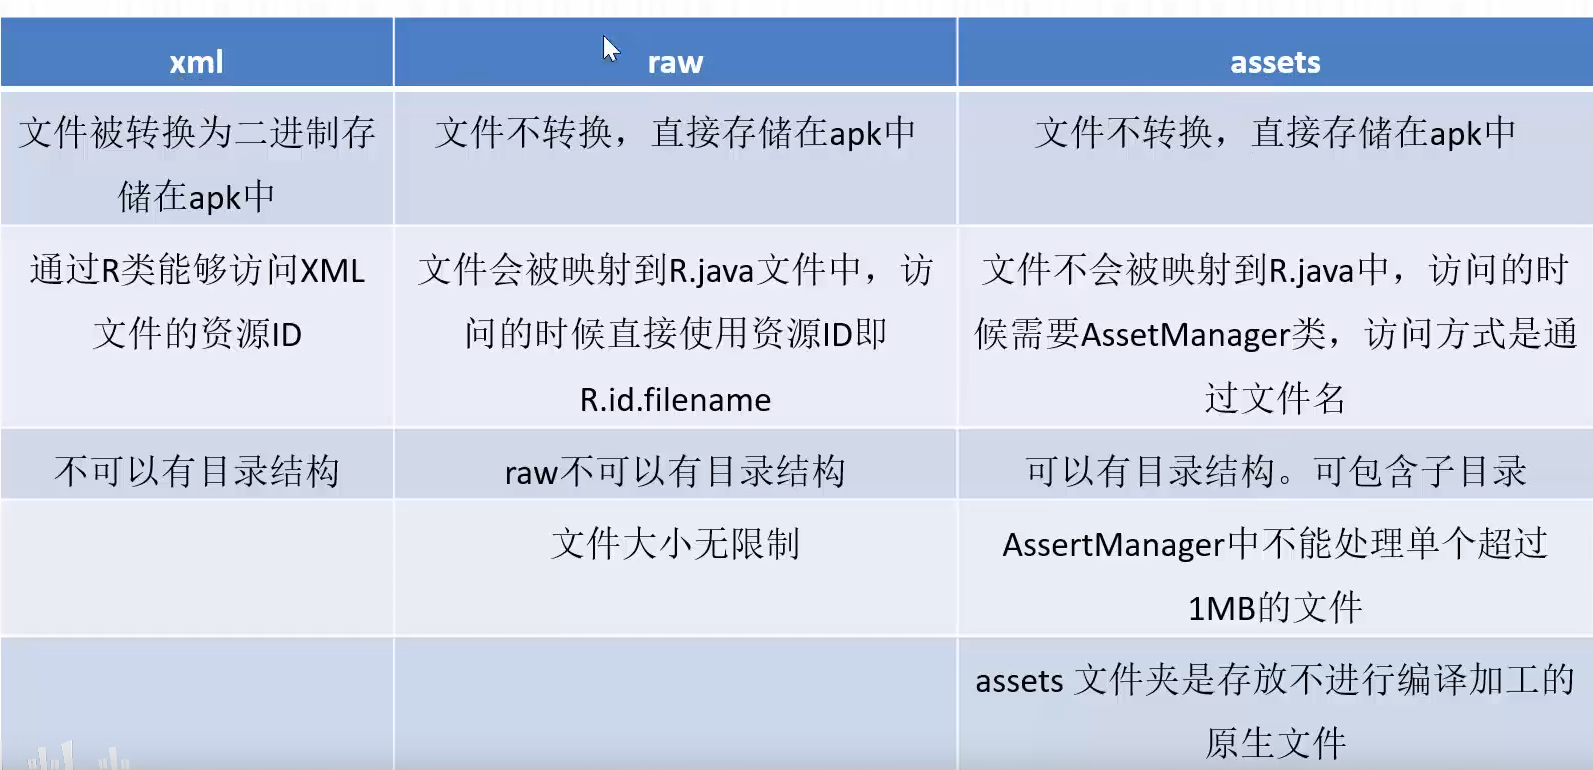 xml
raw
assets
文件被转换为二进制存
储在apk中
文件不转换，直接存储在apk中
文件不转换，直接存储在apk中
通过R类能够访问XML
文件的资源ID
文件会被映射到R.java文件中，访
问的时候直接使用资源ID即
R.id.filename
文件不会被映射到R.java中，访问的时
候需要AssetManager类，访问方式是通
过文件名
不可以有目录结构
raw不可以有目录结构
可以有目录结构。可包含子目录
文件大小无限制
AssertManager中不能处理单个超过
1MB的文件
assets 文件夹是存放不进行编译加工的
原生文件